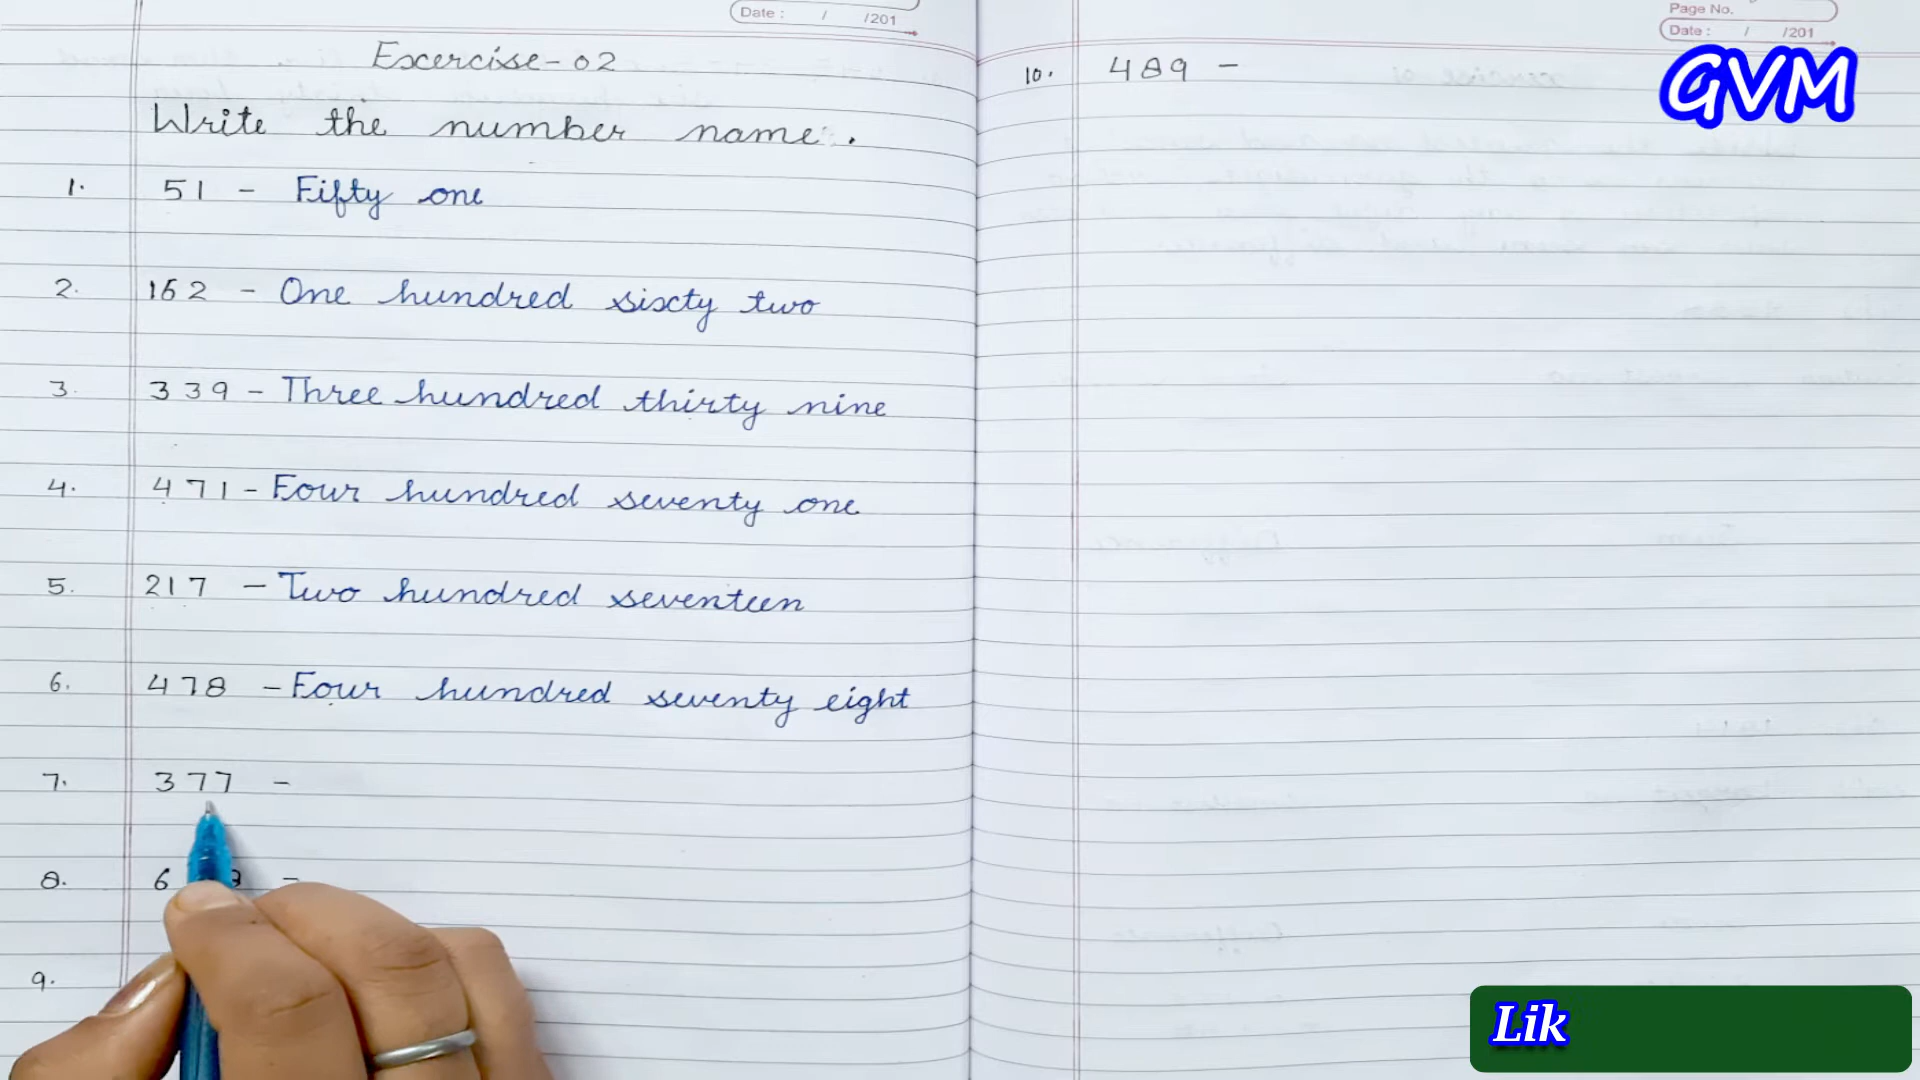 Date : / /201
Excercise-02
Write the number name.
1. 51 - Fifty one
2. 162 - One hundred sixty two
3. 339 - Three hundred thirty nine
4. 471 - Four hundred seventy one
5. 217 - Two hundred seventeen
6. 478 - Four hundred seventy eight
7. 377 -
8. 6
9.
Page No.
Date : / /201
10. 489 -
GVM
Lik